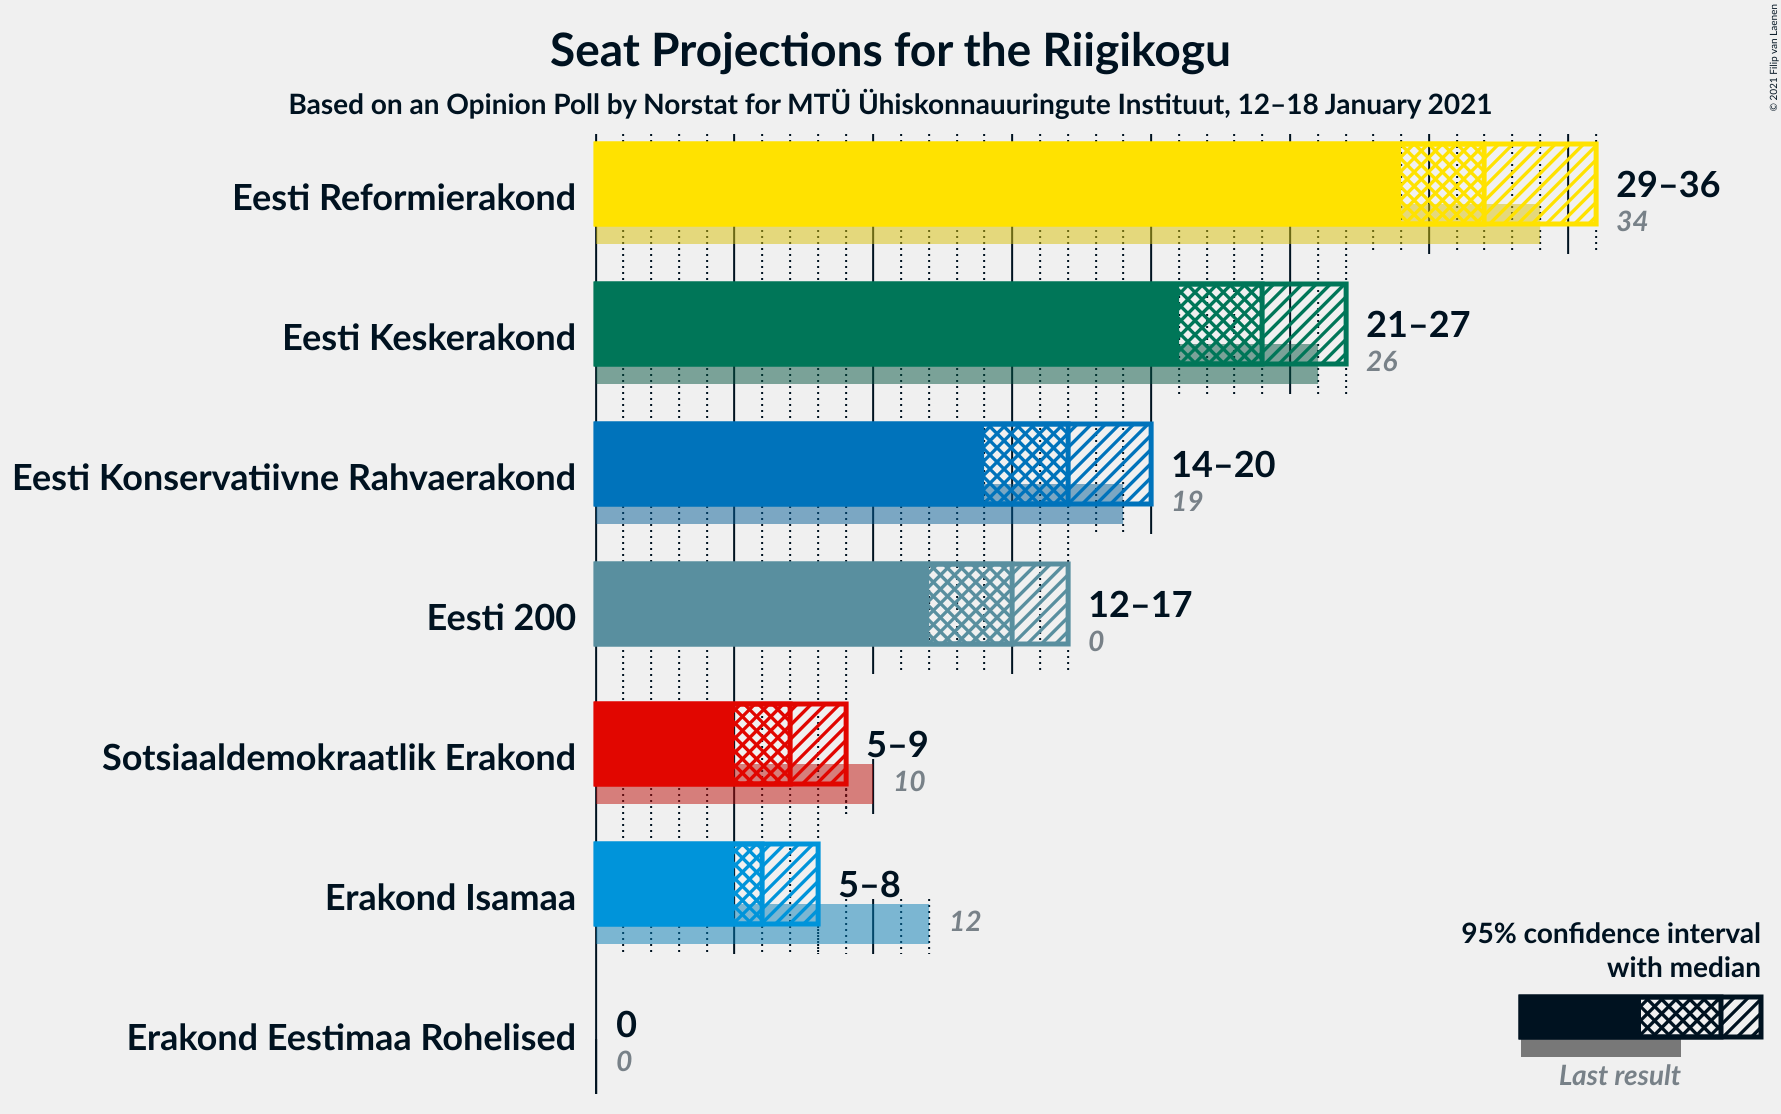 Seat Projections for the Riigikogu
Based on an Opinion Poll by Norstat for MTÜ Ühiskonnauuringute Instituut, 12–18 January 2021
© 2021 Filip van Laenen
Eesti Reformierakond
29–36
34
Eesti Keskerakond
21–27
26
Eesti Konservatiivne Rahvaerakond
14–20
19
Eesti 200
12–17
0
Sotsiaaldemokraatlik Erakond
5–9
10
Erakond Isamaa
5–8
12
Erakond Eestimaa Rohelised
0
0
95% confidence interval
with median
Last result